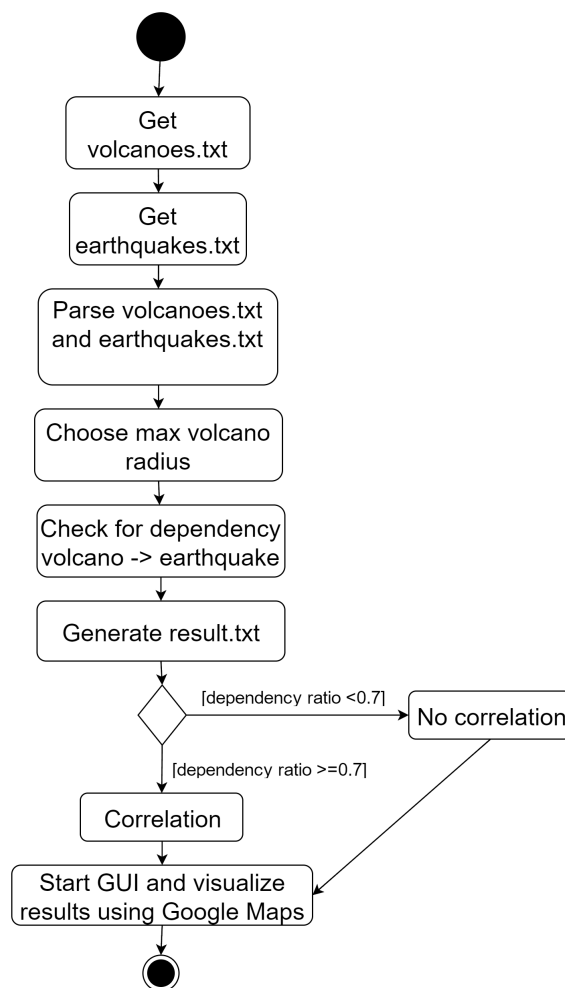 Get
volcanoes.txt
Get
earthquakes.txt
Parse volcanoes.txt
and earthquakes.txt
Choose max volcano
radius
Check for dependency
volcano -> earthquake
Generate result.txt
[dependency ratio <0.7]
No correlation
[dependency ratio >=0.7]
Correlation
Start GUI and visualize
results using Google Maps